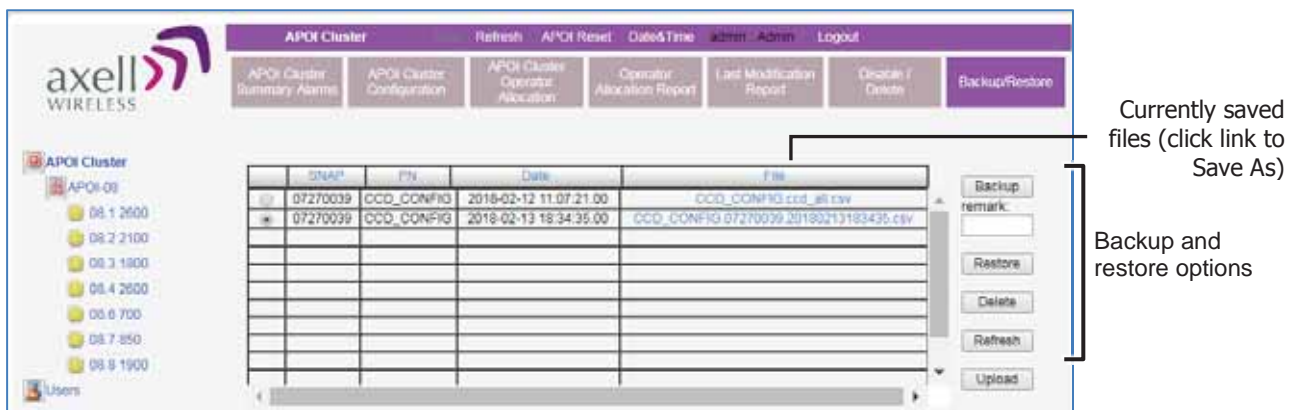 axell
WIRELESS
APOI Cluster Refresh APOI Reset Date&Time admin : Admin Logout
APOI Cluster Summary Alarms
APOI Cluster Configuration
APOI Cluster Operator Allocation
Operator Allocation Report
Last Modification Report
Disable / Delete
Backup/Restore
Currently saved
files (click link to
Save As)
APOI Cluster
APOI-08
08.1 2600
08.2 2100
08.3 1800
08.4 2600
08.6 700
08.7 850
08.8 1900
Users
SNAP PN Date File
07270039 CCD_CONFIG 2018-02-12 11.07.21.00 CCD_CONFIG.ccd_all.csv
07270039 CCD_CONFIG 2018-02-13 18:34:35.00 CCD_CONFIG.07270039.20180213183435.csv
Backup
remark:
Restore
Delete
Refresh
Upload
Backup and
restore options